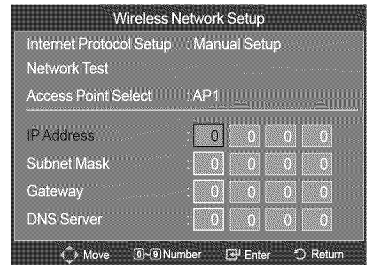 Wireless Network Setup
Internet Protocol Setup : Manual Setup
Network Test
Access Point Select : AP1
IP Address : 0 0 0 0
Subnet Mask : 0 0 0 0
Gateway : 0 0 0 0
DNS Server : 0 0 0 0
Move 0~9 Number Enter Return